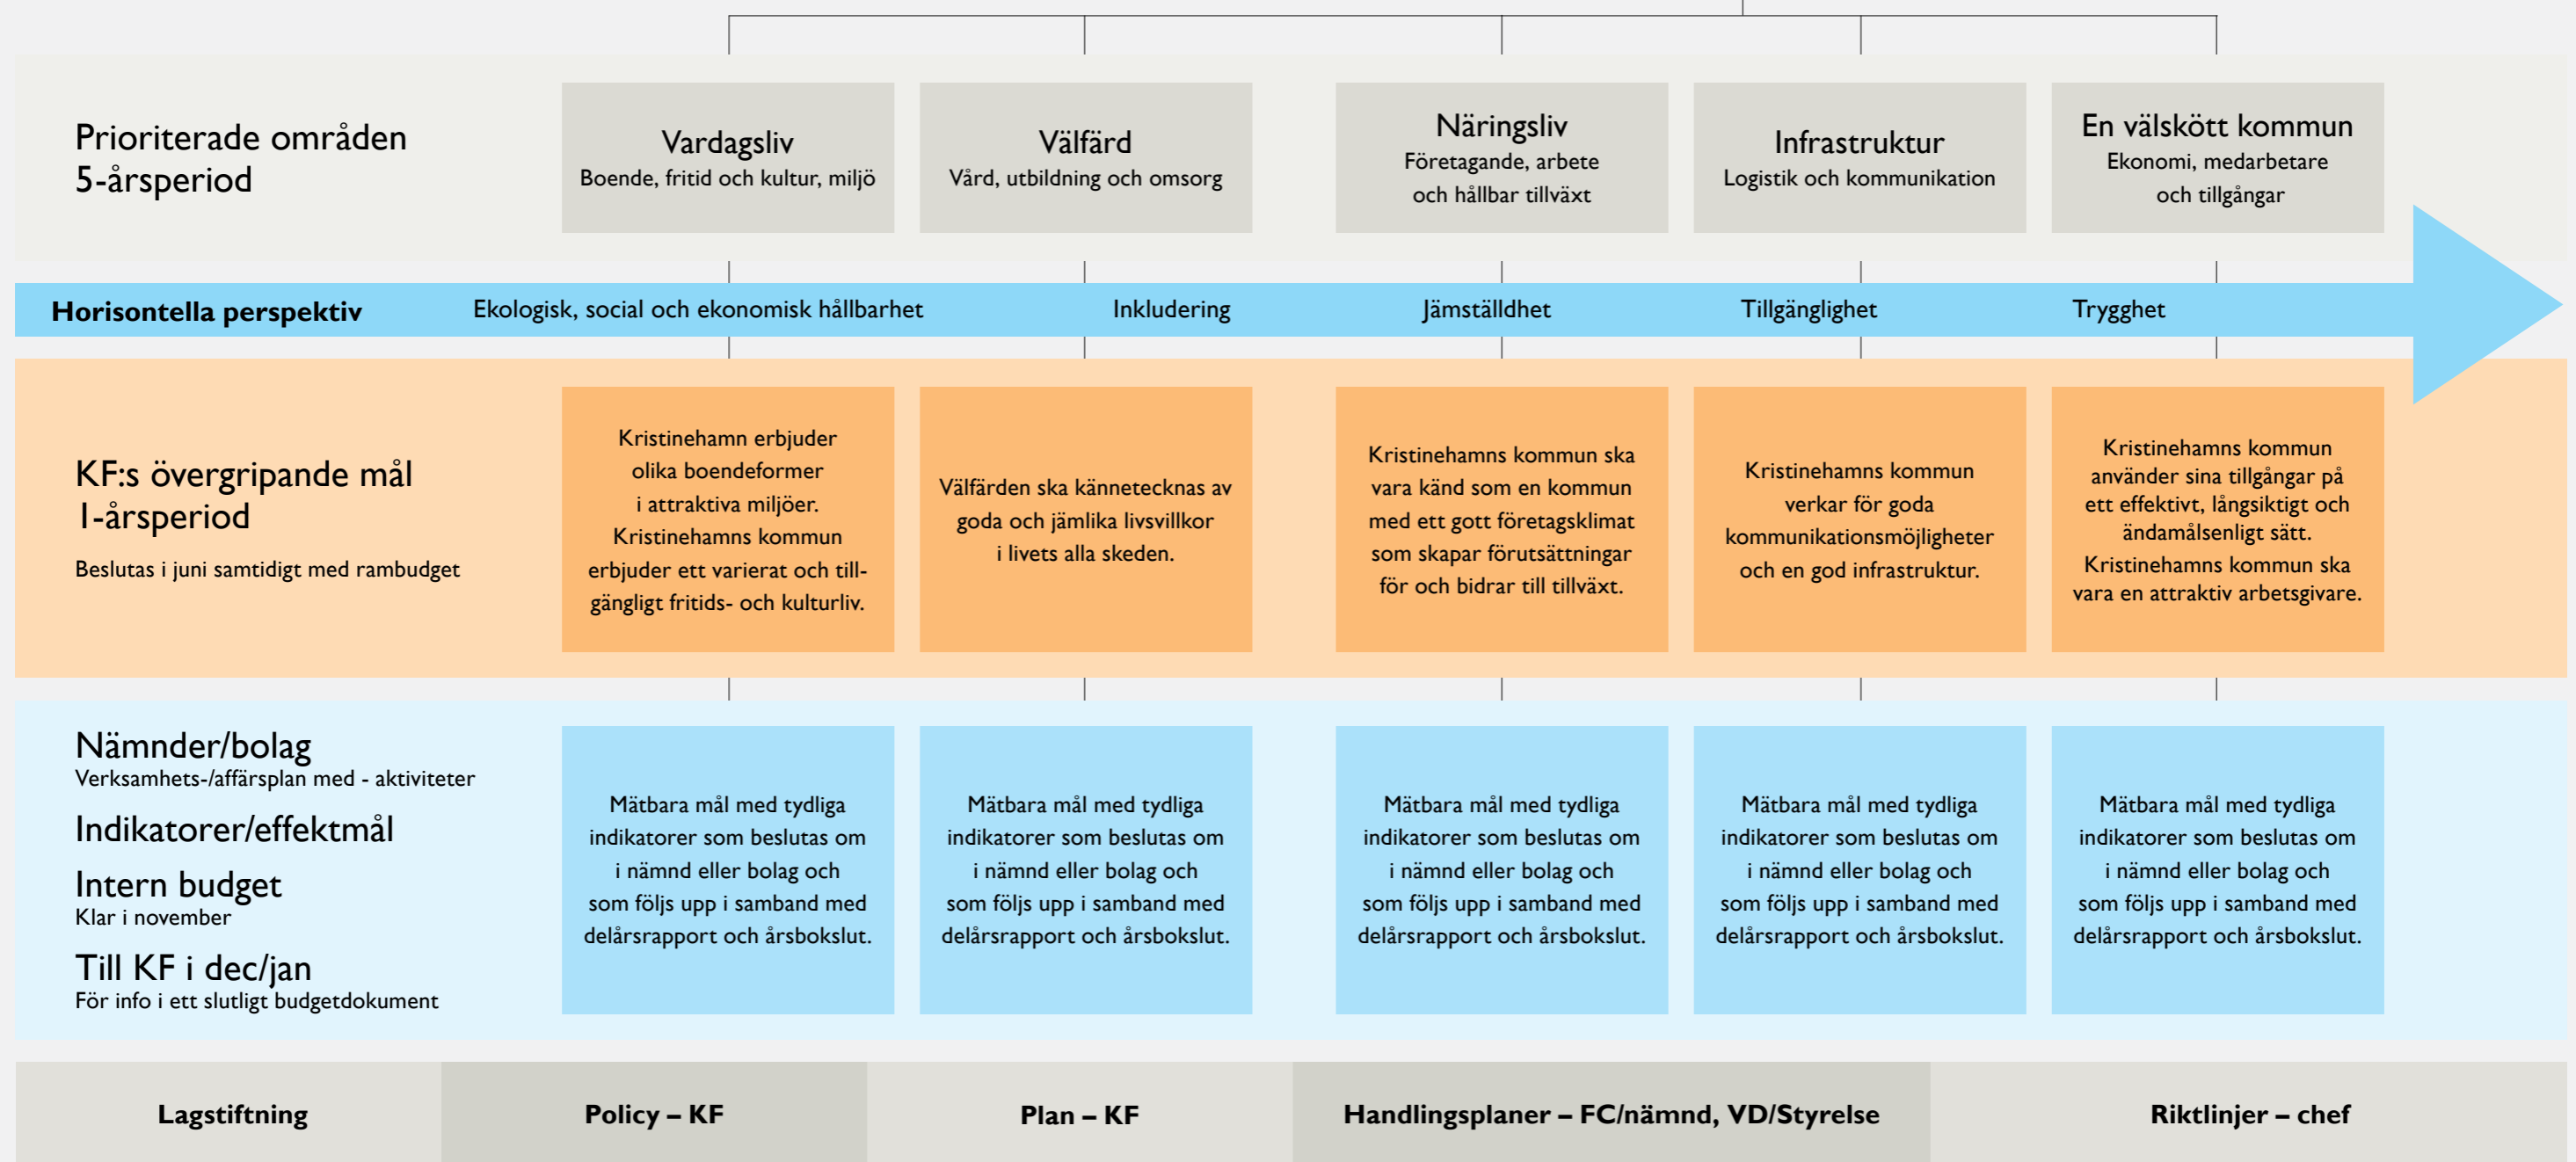 Prioriterade områden
5-årsperiod
Vardagsliv
Boende, fritid och kultur, miljö
Välfärd
Vård, utbildning och omsorg
Näringsliv
Företagande, arbete
och hållbar tillväxt
Infrastruktur
Logistik och kommunikation
En välskött kommun
Ekonomi, medarbetare
och tillgångar
Horisontella perspektiv
Ekologisk, social och ekonomisk hållbarhet
Inkludering
Jämställdhet
Tillgänglighet
Trygghet
KF:s övergripande mål
1-årsperiod
Beslutas i juni samtidigt med rambudget
Kristinehamn erbjuder
olika boendeformer
i attraktiva miljöer.
Kristinehamns kommun
erbjuder ett varierat och till-
gängligt fritids- och kulturliv.
Välfärden ska kännetecknas av
goda och jämlika livsvillkor
i livets alla skeden.
Kristinehamns kommun ska
vara känd som en kommun
med ett gott företagsklimat
som skapar förutsättningar
för och bidrar till tillväxt.
Kristinehamns kommun
verkar för goda
kommunikationsmöjligheter
och en god infrastruktur.
Kristinehamns kommun
använder sina tillgångar på
ett effektivt, långsiktigt och
ändamålsenligt sätt.
Kristinehamns kommun ska
vara en attraktiv arbetsgivare.
Nämnder/bolag
Verksamhets-/affärsplan med - aktiviteter
Indikatorer/effektmål
Intern budget
Klar i november
Till KF i dec/jan
För info i ett slutligt budgetdokument
Mätbara mål med tydliga
indikatorer som beslutas om
i nämnd eller bolag och
som följs upp i samband med
delårsrapport och årsbokslut.
Mätbara mål med tydliga
indikatorer som beslutas om
i nämnd eller bolag och
som följs upp i samband med
delårsrapport och årsbokslut.
Mätbara mål med tydliga
indikatorer som beslutas om
i nämnd eller bolag och
som följs upp i samband med
delårsrapport och årsbokslut.
Mätbara mål med tydliga
indikatorer som beslutas om
i nämnd eller bolag och
som följs upp i samband med
delårsrapport och årsbokslut.
Mätbara mål med tydliga
indikatorer som beslutas om
i nämnd eller bolag och
som följs upp i samband med
delårsrapport och årsbokslut.
Lagstiftning
Policy – KF
Plan – KF
Handlingsplaner – FC/nämnd, VD/Styrelse
Riktlinjer – chef